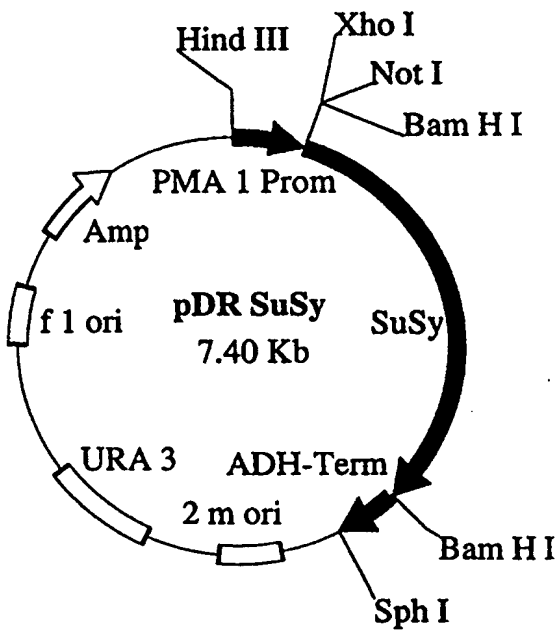 Hind III
Xho I
Not I
Bam H I
PMA 1 Prom
Amp
f 1 ori
pDR SuSy
7.40 Kb
SuSy
URA 3
ADH-Term
2 m ori
Bam H I
Sph I